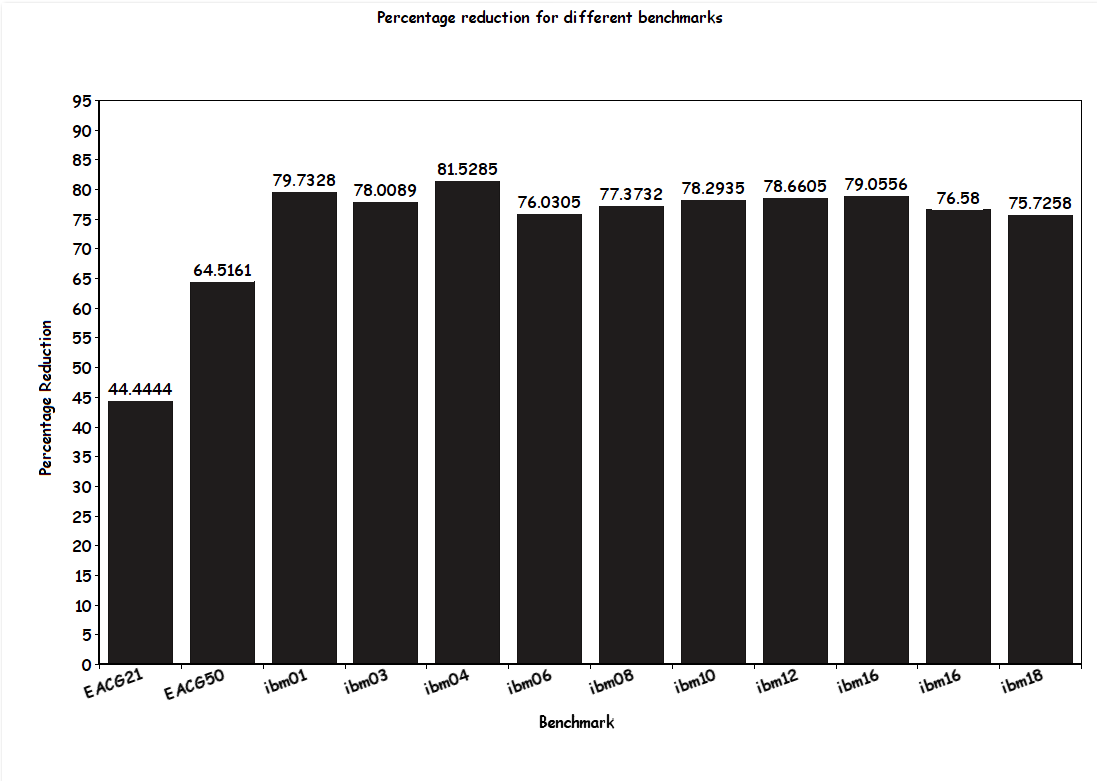 Percentage reduction for different benchmarks
95
90
85
80
75
70
65
60
55
50
45
40
35
30
25
20
15
10
5
0
Percentage Reduction
44.4444
64.5161
79.7328
78.0089
81.5285
76.0305
77.3732
78.2935
78.6605
79.0556
76.58
75.7258
EACG21
EACG50
ibm01
ibm03
ibm04
ibm06
ibm08
ibm10
ibm12
ibm16
ibm16
ibm18
Benchmark